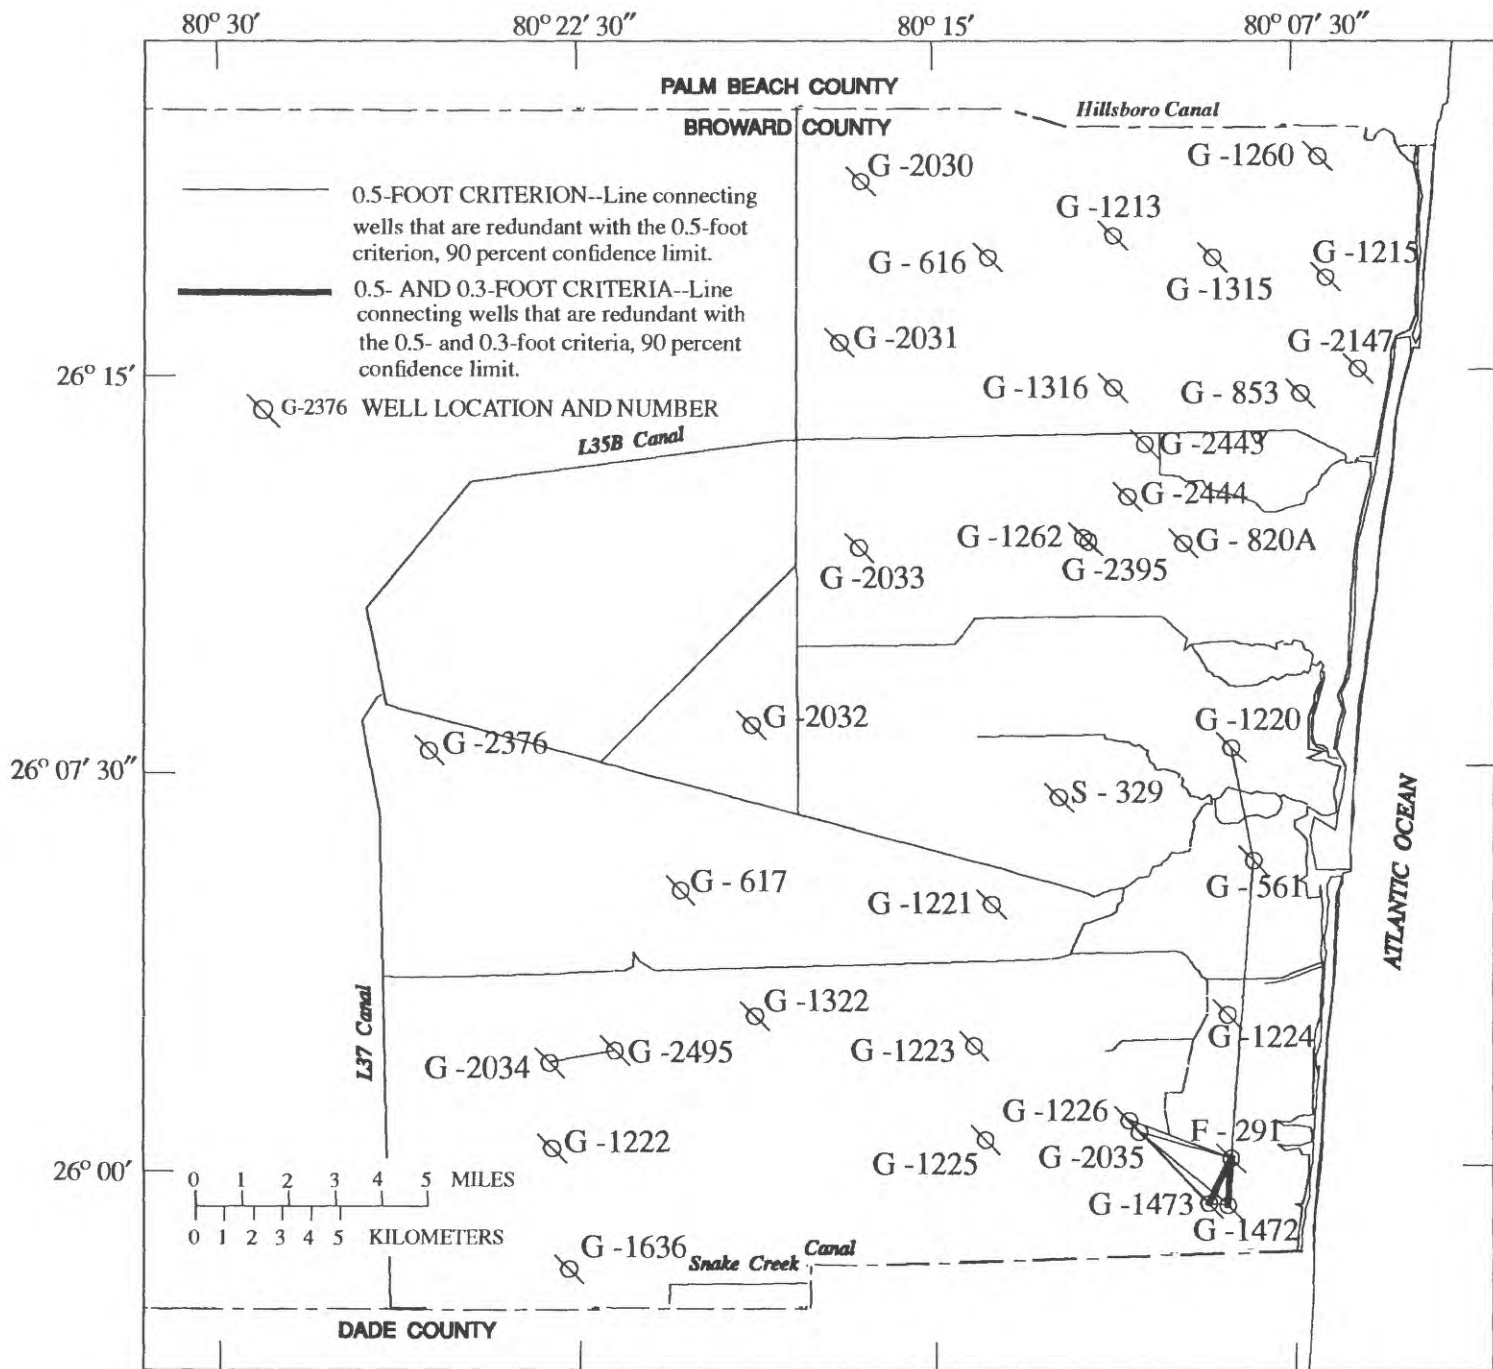 80° 30′ 80° 22′ 30″ 80° 15′ 80° 07′ 30″
PALM BEACH COUNTY
Hillsboro Canal
BROWARD COUNTY
G -2030
G -1260
0.5-FOOT CRITERION--Line connecting
wells that are redundant with the 0.5-foot
criterion, 90 percent confidence limit.
G -1213
G - 616
G -1215
G -1315
0.5- AND 0.3-FOOT CRITERIA--Line
connecting wells that are redundant with
the 0.5- and 0.3-foot criteria, 90 percent
confidence limit.
G -2031
G -2147
26° 15′
G -1316
G - 853
G-2376 WELL LOCATION AND NUMBER
L35B Canal
G -2443
G -2444
G -1262
G - 820A
G -2033
G -2395
G -2032
G -1220
G -2376
26° 07′ 30″
S - 329
ATLANTIC OCEAN
G - 617
G - 561
G -1221
L37 Canal
G -1322
G -1224
G -2034
G -2495
G -1223
G -1226
F - 291
G -1222
G -1225
G -2035
26° 00′
0 1 2 3 4 5 MILES
G -1473
G -1472
0 1 2 3 4 5 KILOMETERS
G -1636
Snake Creek Canal
DADE COUNTY